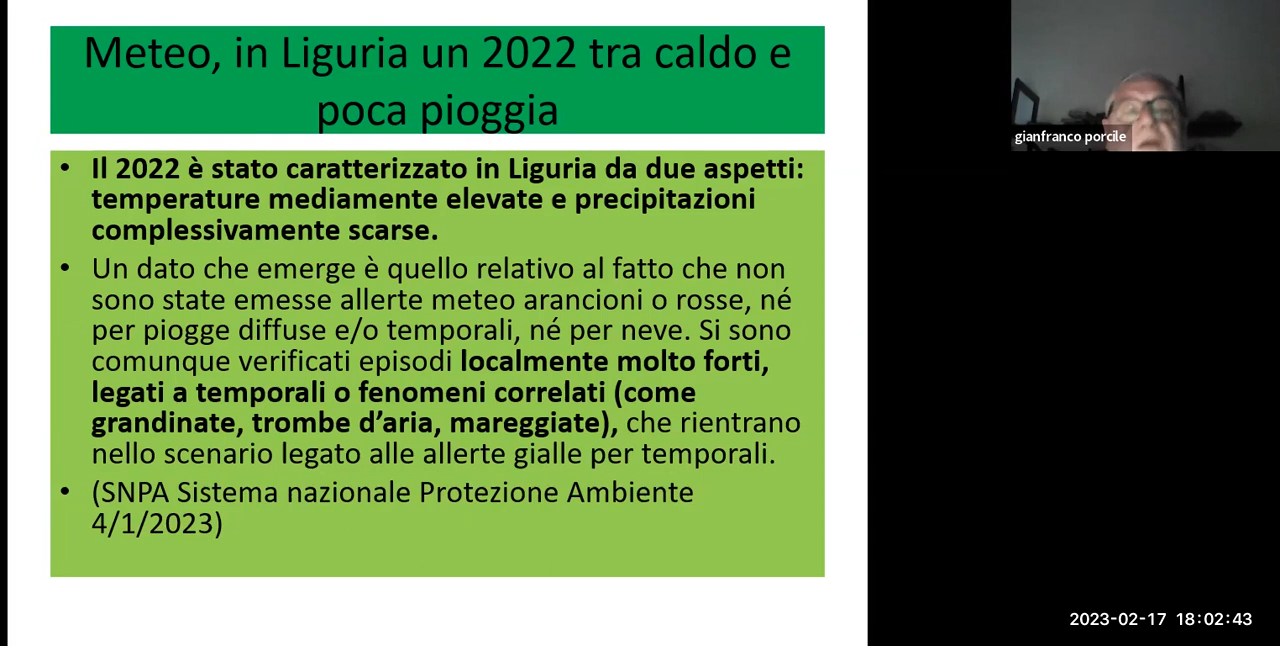 Meteo, in Liguria un 2022 tra caldo e
poca pioggia
• Il 2022 è stato caratterizzato in Liguria da due aspetti:
temperature mediamente elevate e precipitazioni
complessivamente scarse.
• Un dato che emerge è quello relativo al fatto che non
sono state emesse allerte meteo arancioni o rosse, né
per piogge diffuse e/o temporali, né per neve. Si sono
comunque verificati episodi localmente molto forti,
legati a temporali o fenomeni correlati (come
grandinate, trombe d’aria, mareggiate), che rientrano
nello scenario legato alle allerte gialle per temporali.
• (SNPA Sistema nazionale Protezione Ambiente
4/1/2023)
gianfranco porcile
2023-02-17 18:02:43